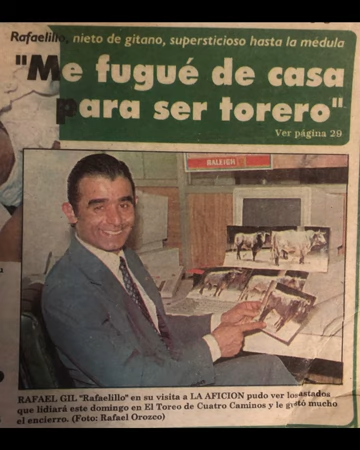 Rafaelillo, nieto de gitano, supersticioso hasta la médula
"Me fugué de casa
para ser torero"
Ver página 29
RALEIGH
RAFAEL GIL "Rafaelillo" en su visita a LA AFICION pudo ver los astados
que lidiará este domingo en El Toreo de Cuatro Caminos y le gustó mucho
el encierro. (Foto: Rafael Orozco)